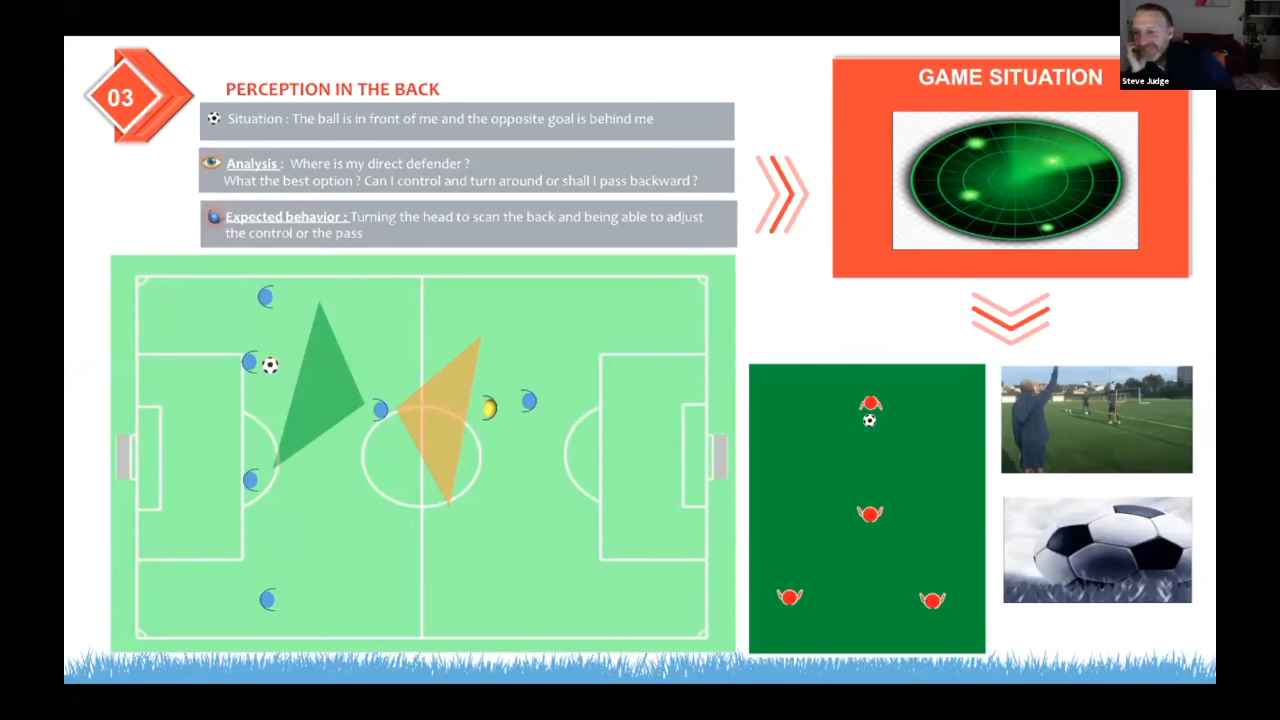 03
PERCEPTION IN THE BACK
Situation : The ball is in front of me and the opposite goal is behind me
Analysis : Where is my direct defender ?
What the best option ? Can I control and turn around or shall I pass backward ?
Expected behavior : Turning the head to scan the back and being able to adjust
the control or the pass
GAME SITUATION
Steve Judge